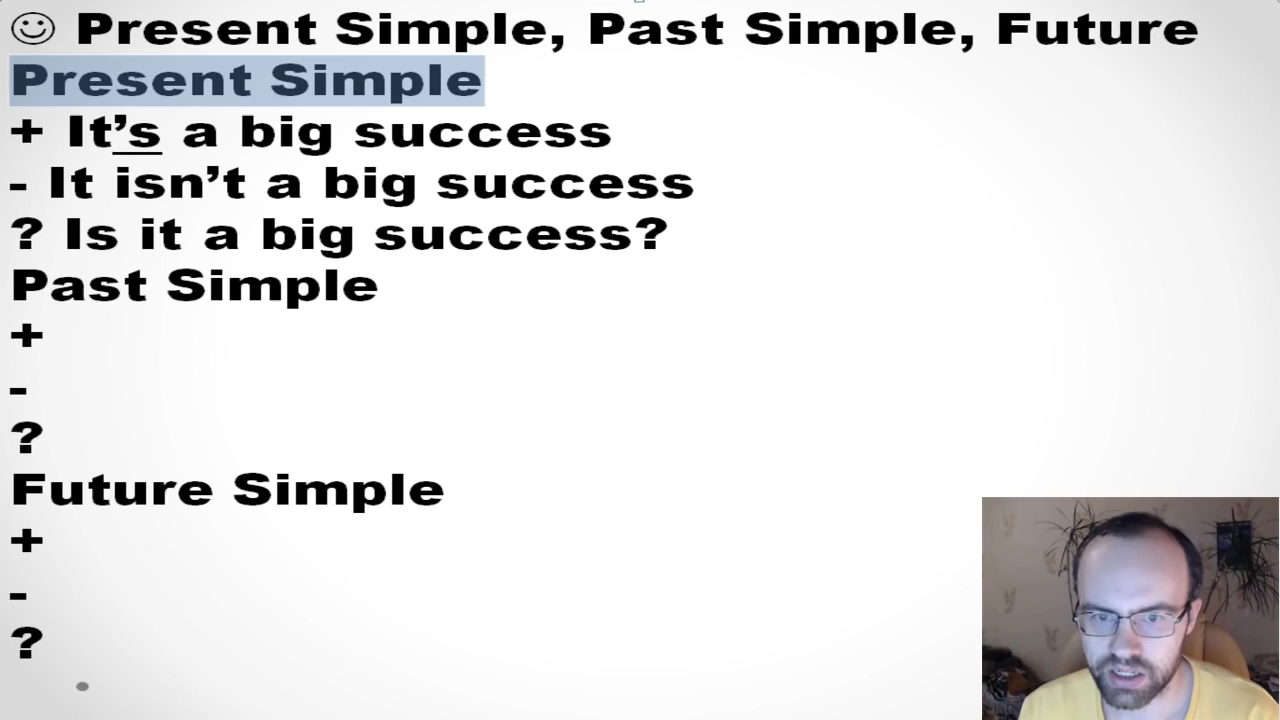 ☺ Present Simple, Past Simple, Future
Present Simple
+ It’s a big success
- It isn’t a big success
? Is it a big success?
Past Simple
+
-
?
Future Simple
+
-
?